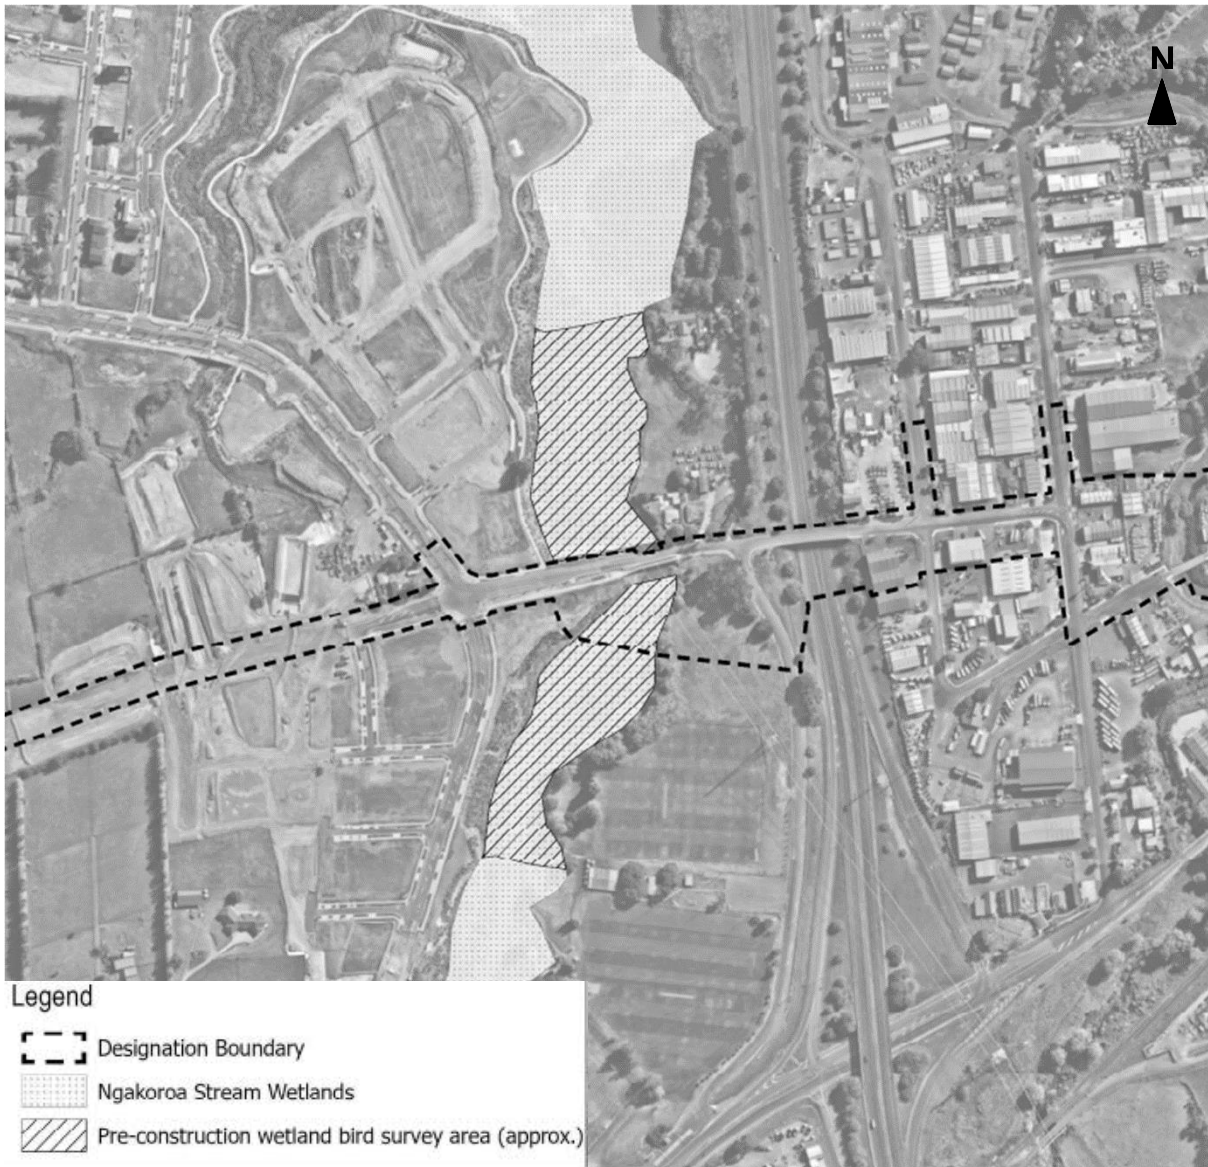 N
Legend
Designation Boundary
Ngakoroa Stream Wetlands
Pre-construction wetland bird survey area (approx.)